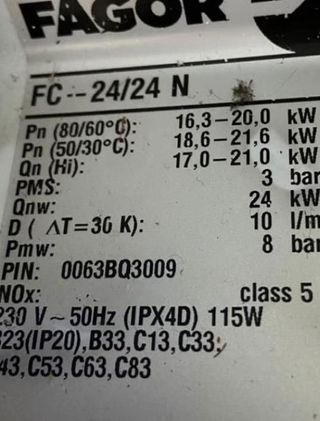 FAGOR
FC--24/24 N
Pn (80/60°C): 16,3–20,0 kW
Pn (50/30°C): 18,6–21,6 kW
Qn (Hi): 17,0–21,0 kW
PMS: 3 bar
Qnw: 24 kW
D ( ΛT=30 K): 10 l/m
Pmw: 8 bar
PIN: 0063BQ3009
NOx: class 5
230 V~50Hz (IPX4D) 115W
B23(IP20),B33,C13,C33,
43,C53,C63,C83